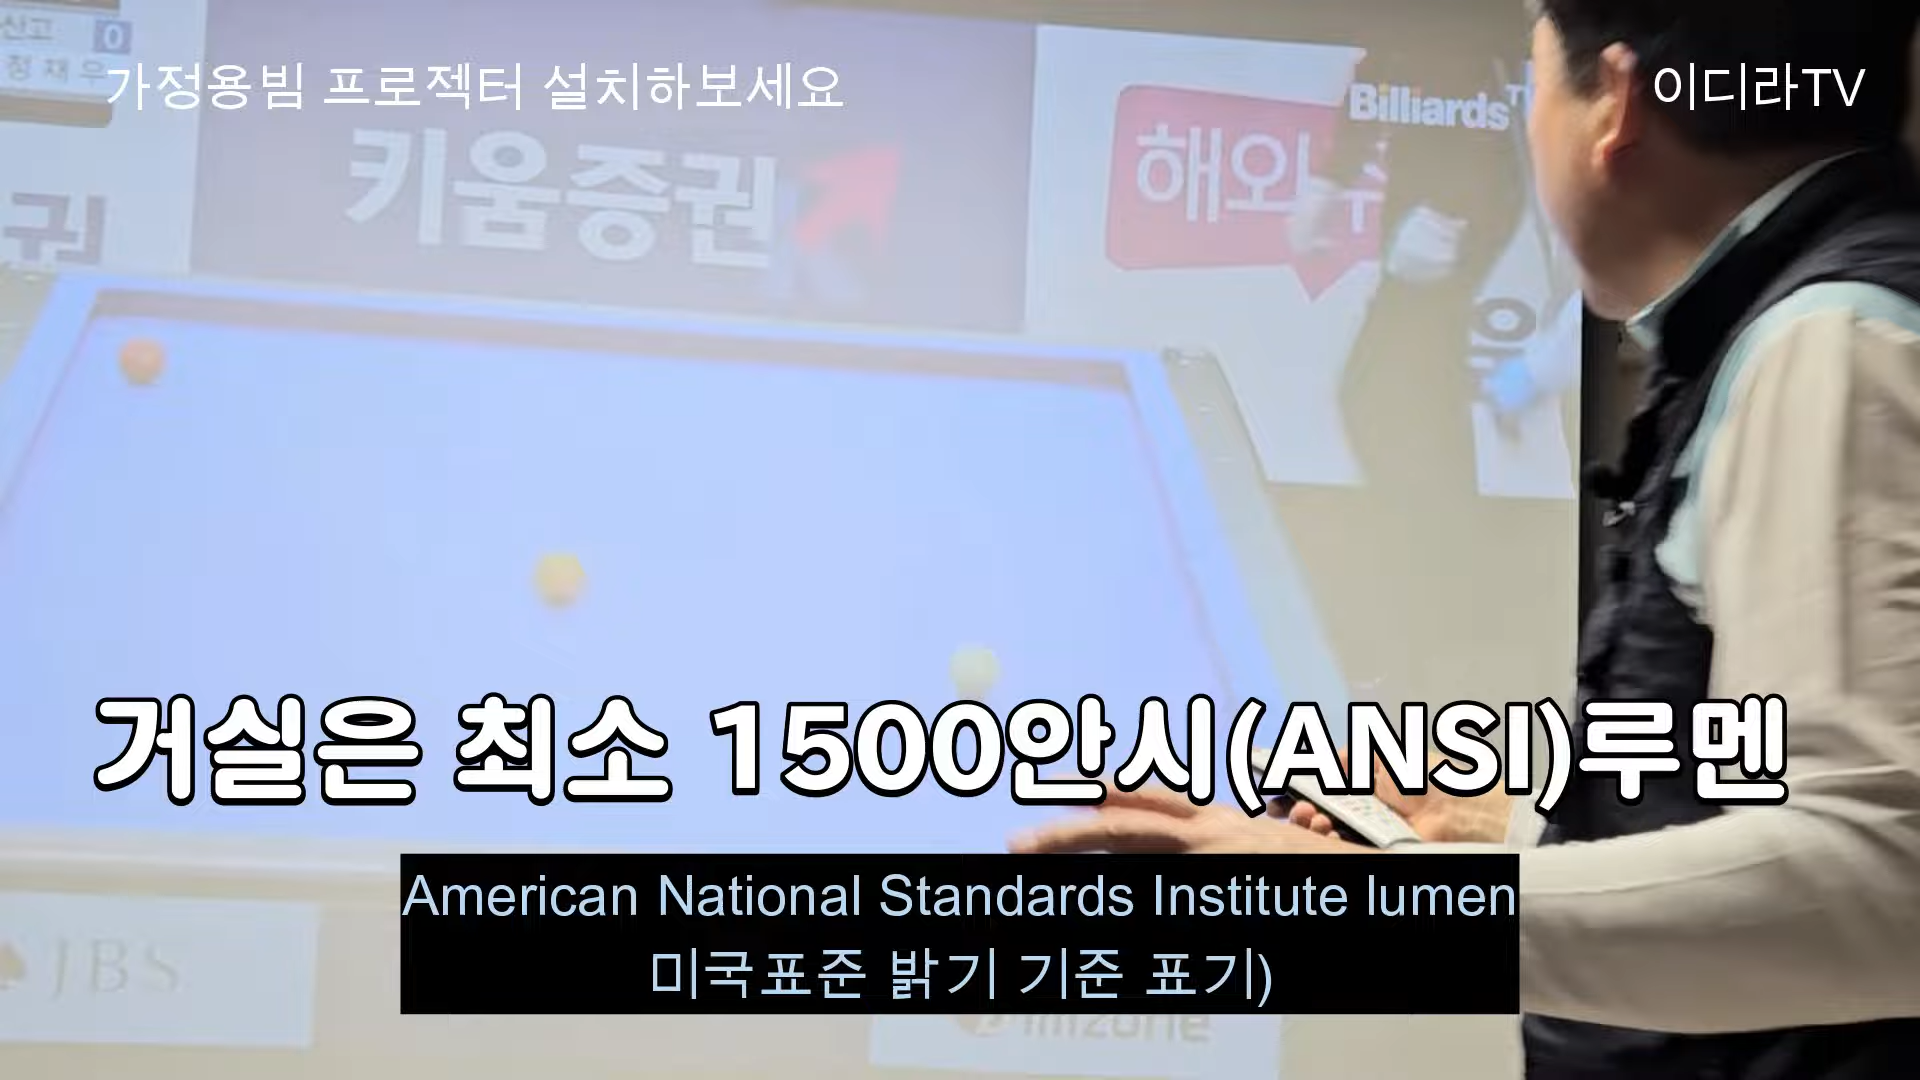 신고 0
정재우
가정용빔 프로젝터 설치하보세요
이디라TV
Billiards
키움증권
해외
권
거실은 최소 1500안시(ANSI)루멘
American National Standards Institute lumen
미국표준 밝기 기준 표기)
JBS